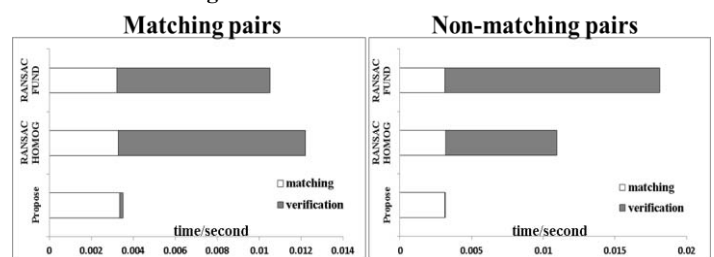 Matching pairs
RANSAC
FUND
RANSAC
HOMOG
Propose
matching
verification
time/second
0 0.002 0.004 0.006 0.008 0.01 0.012 0.014
Non-matching pairs
RANSAC
FUND
RANSAC
HOMOG
Propose
matching
verification
time/second
0 0.005 0.01 0.015 0.02